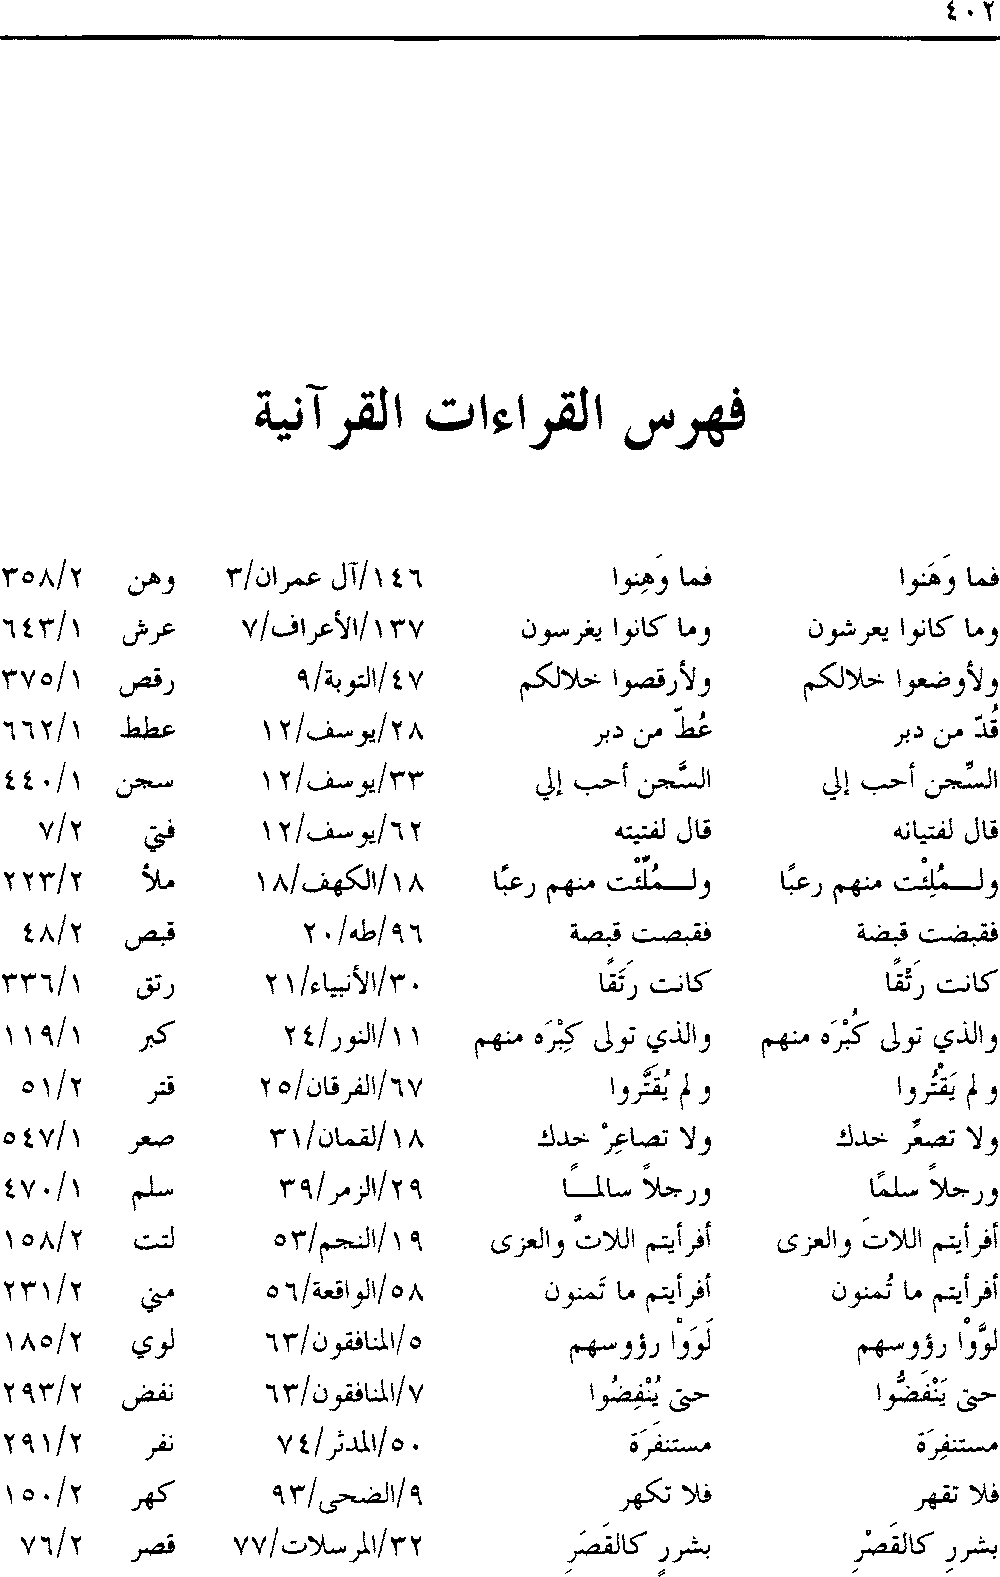 ٤٠٢
فهرس القراءات القرآنية
فما وَهَنوا فما وَهِنوا ١٤٦/آل عمران/٣ وهن ٣٥٨/٢
وما كانوا يعرشون وما كانوا يغرسون ١٣٧/الأعراف/٧ عرش ٦٤٣/١
ولأوضعوا خلالكم ولأرقصوا خلالكم ٤٧/التوبة/٩ رقص ٣٧٥/١
قُدّ من دبر عُطّ من دبر ٢٨/يوسف/١٢ عطط ٦٦٢/١
السِّجن أحب إلي السَّجن أحب إلي ٣٣/يوسف/١٢ سجن ٤٤٠/١
قال لفتيانه قال لفتيته ٦٢/يوسف/١٢ فتي ٧/٢
ولـــمُلِئْت منهم رعبًا ولـــمُلِّئْت منهم رعبًا ١٨/الكهف/١٨ ملأ ٢٢٣/٢
فقبضت قبضة فقبصت قبصة ٩٦/طه/٢٠ قبص ٤٨/٢
كانت رَتْقًا كانت رَتَقًا ٣٠/الأنبياء/٢١ رتق ٣٣٦/١
والذي تولى كُبْرَه منهم والذي تولى كِبْرَه منهم ١١/النور/٢٤ كبر ١١٩/١
ولم يَقْتُروا ولم يُقَتِّروا ٦٧/الفرقان/٢٥ قتر ٥١/٢
ولا تصعِّر خدك ولا تصاعِرْ خدك ١٨/لقمان/٣١ صعر ٥٤٧/١
ورجلاً سلمًا ورجلاً سالمـــًا ٢٩/الزمر/٣٩ سلم ٤٧٠/١
أفرأيتم اللاتَ والعزى أفرأيتم اللاتَّ والعزى ١٩/النجم/٥٣ لتت ١٥٨/٢
أفرأيتم ما تُمنون أفرأيتم ما تَمنون ٥٨/الواقعة/٥٦ مني ٢٣١/٢
لوَّوْا رؤوسهم لَوَوْا رؤوسهم ٥/المنافقون/٦٣ لوي ١٨٥/٢
حتى يَنْفَضُّوا حتى يُنْفِضُوا ٧/المنافقون/٦٣ نفض ٢٩٣/٢
مستنفِرَة مستنفَرَة ٥٠/المدثر/٧٤ نفر ٢٩١/٢
فلا تقهر فلا تكهر ٩/الضحى/٩٣ كهر ١٥٠/٢
بشررِ كالقَصْرِ بشررٍ كالقَصَرِ ٣٢/المرسلات/٧٧ قصر ٧٦/٢